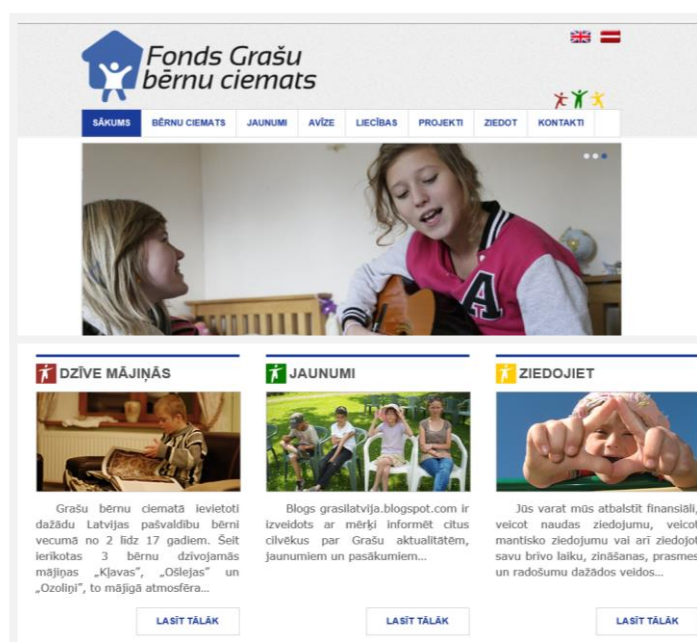 Fonds Grašu
bērnu ciemats
SĀKUMS BĒRNU CIEMATS JAUNUMI AVĪZE LIECĪBAS PROJEKTI ZIEDOT KONTAKTI
A
DZĪVE MĀJIŅĀS
Grašu bērnu ciematā ievietoti
dažādu Latvijas pašvaldību bērni
vecumā no 2 līdz 17 gadiem. Šeit
ierīkotas 3 bērnu dzīvojamās
mājiņas „Kļavas”, „Ošlejas” un
„Ozoliņi”, to mājīgā atmosfēra...
LASĪT TĀLĀK
JAUNUMI
Blogs grasilatvija.blogspot.com ir
izveidots ar mērķi informēt citus
cilvēkus par Grašu aktualitātēm,
jaunumiem un pasākumiem...
LASĪT TĀLĀK
ZIEDOJIET
Jūs varat mūs atbalstīt finansiāli,
veicot naudas ziedojumu, veicot
mantisko ziedojumu vai arī ziedojot
savu brīvo laiku, zināšanas, prasmes
un radošumu dažādos veidos...
LASĪT TĀLĀK